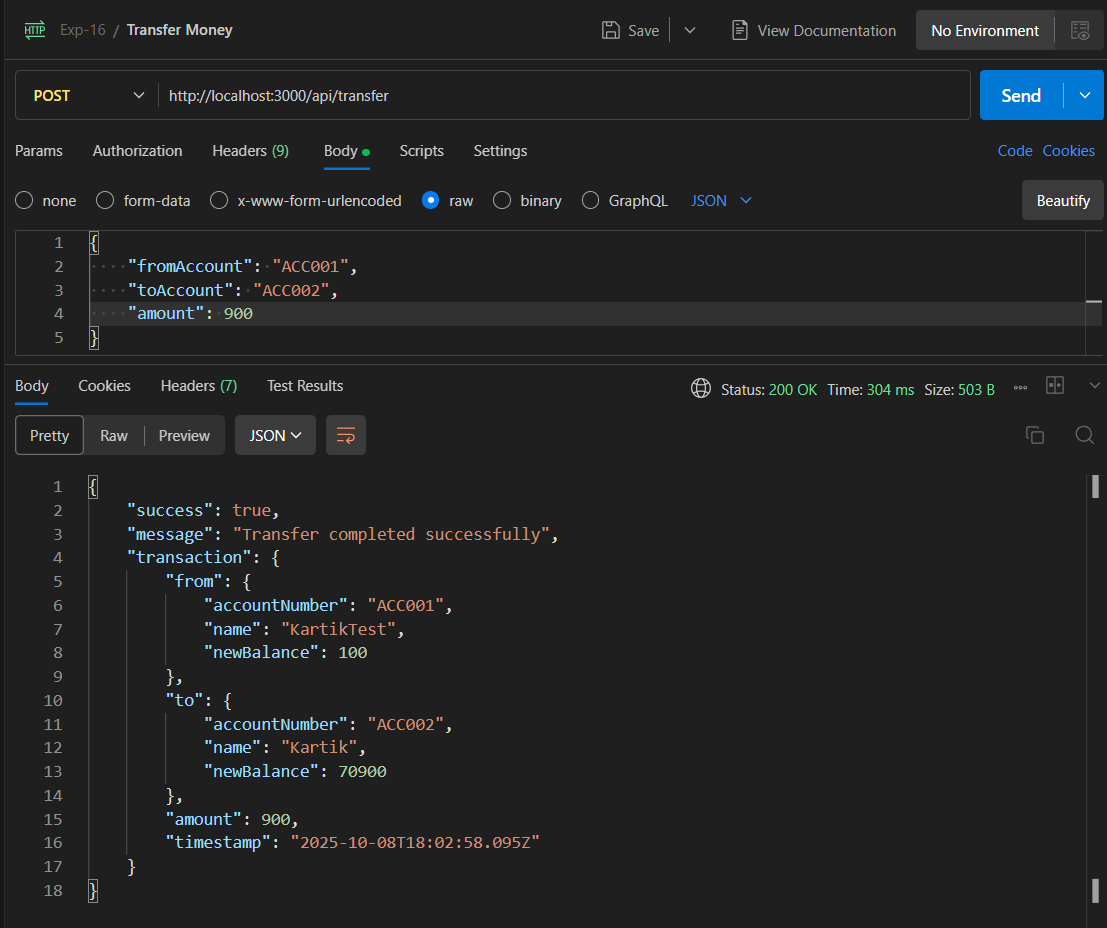 HTTP Exp-16 / Transfer Money Save View Documentation No Environment
POST http://localhost:3000/api/transfer Send
Params Authorization Headers (9) Body Scripts Settings Code Cookies
none form-data x-www-form-urlencoded raw binary GraphQL JSON Beautify
1 {
2 ····"fromAccount":·"ACC001",
3 ····"toAccount":·"ACC002",
4 ····"amount":·900
5 }
Body Cookies Headers (7) Test Results Status: 200 OK Time: 304 ms Size: 503 B
Pretty Raw Preview JSON
1 {
2 "success": true,
3 "message": "Transfer completed successfully",
4 "transaction": {
5 "from": {
6 "accountNumber": "ACC001",
7 "name": "KartikTest",
8 "newBalance": 100
9 },
10 "to": {
11 "accountNumber": "ACC002",
12 "name": "Kartik",
13 "newBalance": 70900
14 },
15 "amount": 900,
16 "timestamp": "2025-10-08T18:02:58.095Z"
17 }
18 }